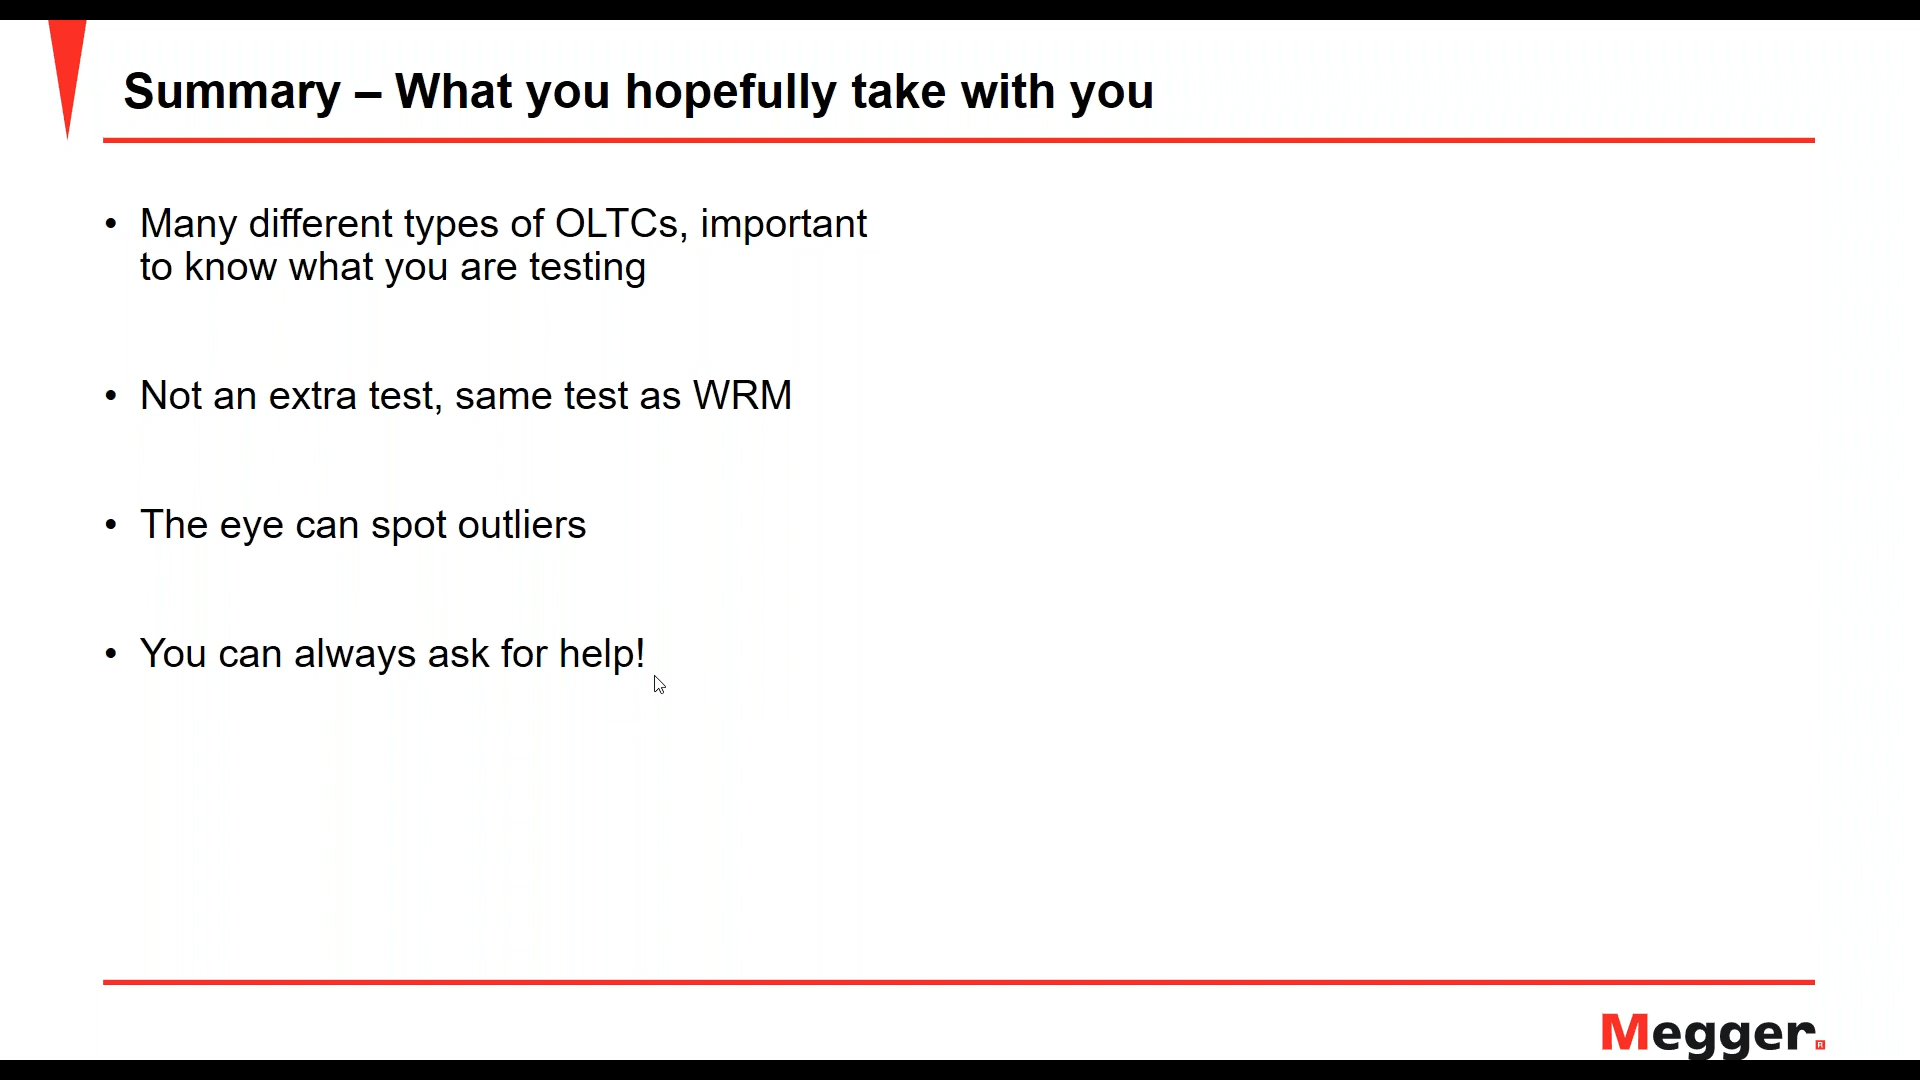 Summary – What you hopefully take with you
• Many different types of OLTCs, important
to know what you are testing
• Not an extra test, same test as WRM
• The eye can spot outliers
• You can always ask for help!
Megger.